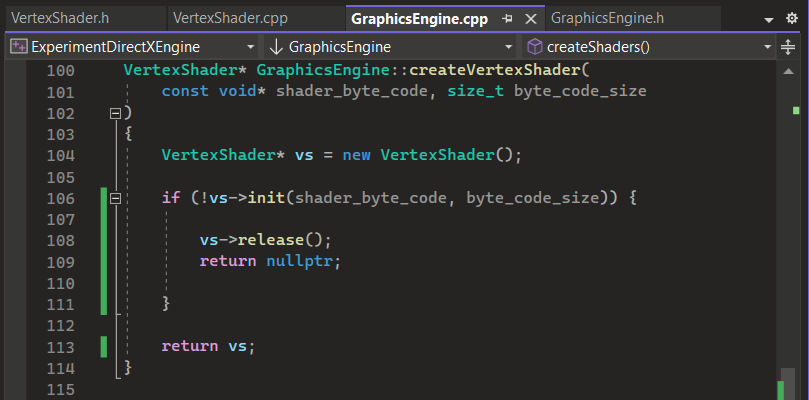 VertexShader.h VertexShader.cpp GraphicsEngine.cpp GraphicsEngine.h
ExperimentDirectXEngine GraphicsEngine createShaders()
100 VertexShader* GraphicsEngine::createVertexShader(
101 const void* shader_byte_code, size_t byte_code_size
102 )
103 {
104 VertexShader* vs = new VertexShader();
105
106 if (!vs->init(shader_byte_code, byte_code_size)) {
107
108 vs->release();
109 return nullptr;
110
111 }
112
113 return vs;
114 }
115